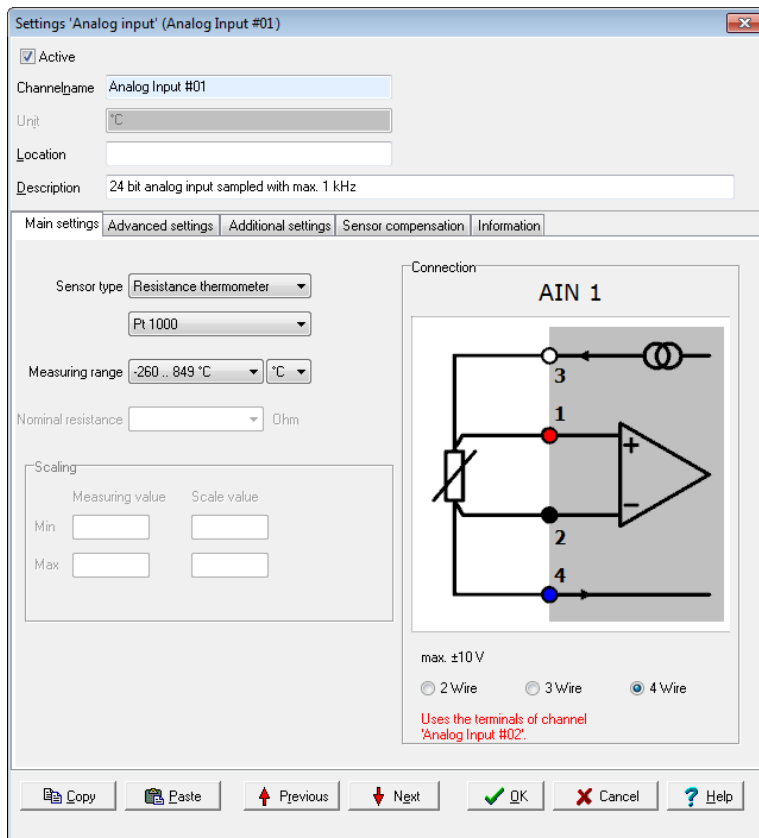 Settings 'Analog input' (Analog Input #01)
Active
Channelname Analog Input #01
Unit °C
Location
Description 24 bit analog input sampled with max. 1 kHz
Main settings Advanced settings Additional settings Sensor compensation Information
Sensor type Resistance thermometer
Pt 1000
Measuring range -260 .. 849 °C °C
Nominal resistance Ohm
Scaling
Measuring value Scale value
Min
Max
Connection
AIN 1
3
1
+
−
2
4
max. ±10 V
2 Wire 3 Wire 4 Wire
Uses the terminals of channel
'Analog Input #02'.
Copy Paste Previous Next OK Cancel ? Help